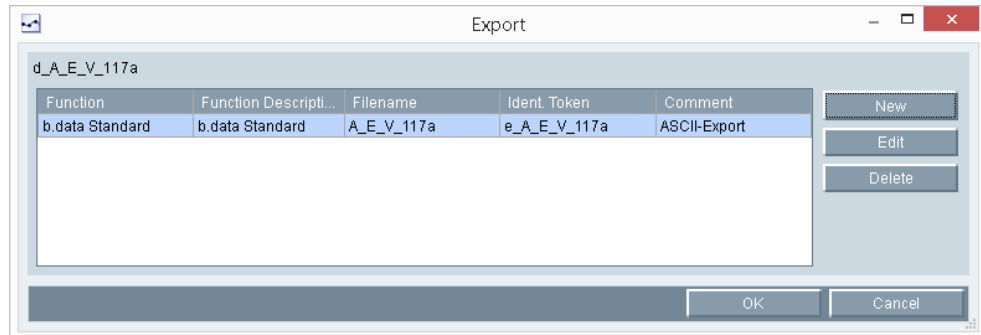 Export
d_A_E_V_117a
Function Function Descripti... Filename Ident. Token Comment
b.data Standard b.data Standard A_E_V_117a e_A_E_V_117a ASCII-Export
New
Edit
Delete
OK Cancel